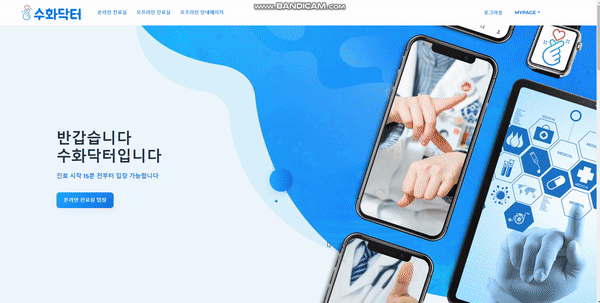 www.BANDICAM.com
수화닥터
온라인 진료실
오프라인 진료실
오프라인 안내페이지
로그아웃
MYPAGE
반갑습니다
수화닥터입니다
진료 시작 15분 전부터 입장 가능합니다
온라인 진료실 입장
MEDICAL
MEDICAL
MEDICAL